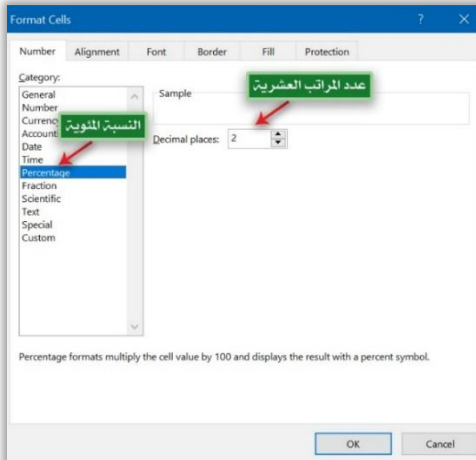 Format Cells
Number Alignment Font Border Fill Protection
Category:
General
Number
Currency
Account
Date
Time
Percentage
Fraction
Scientific
Text
Special
Custom
النسبة المئوية
Sample
عدد المراتب العشرية
Decimal places: 2
Percentage formats multiply the cell value by 100 and displays the result with a percent symbol.
OK Cancel